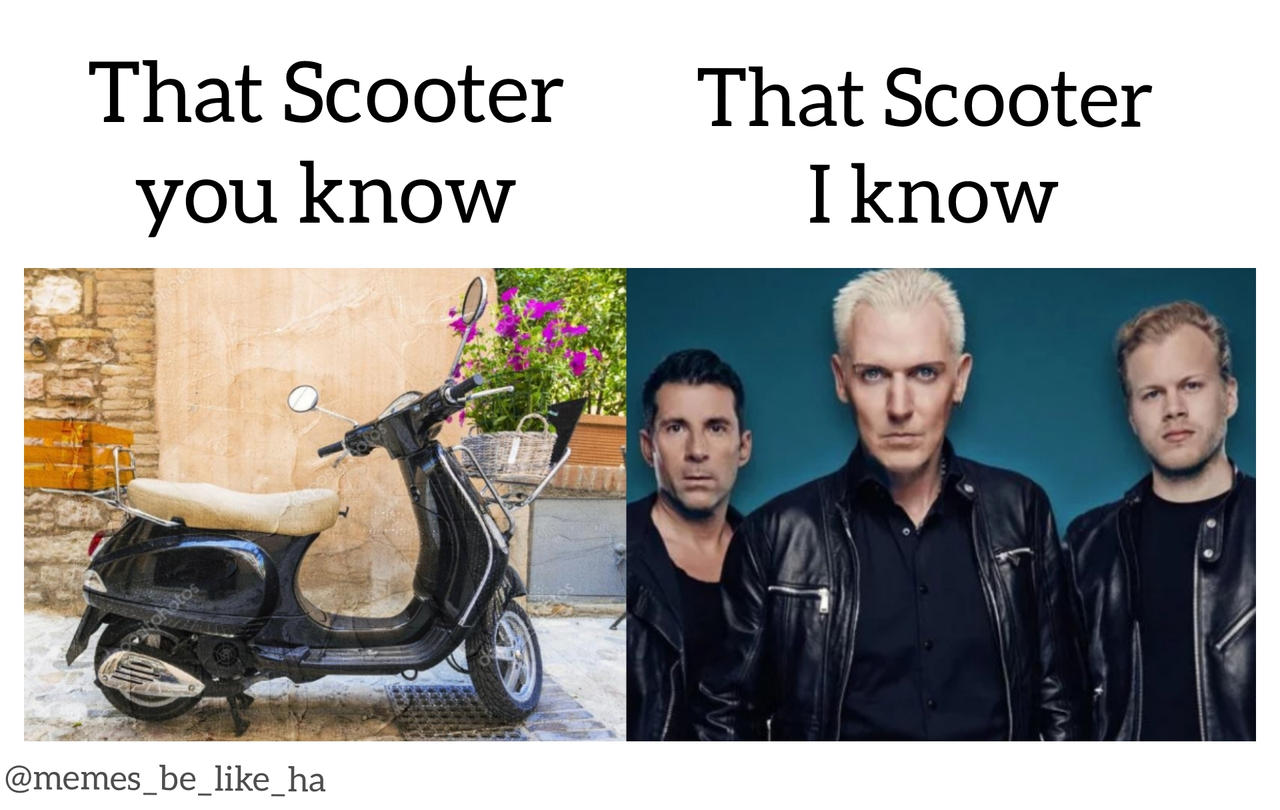 That Scooter
you know
That Scooter
I know
@memes_be_like_ha